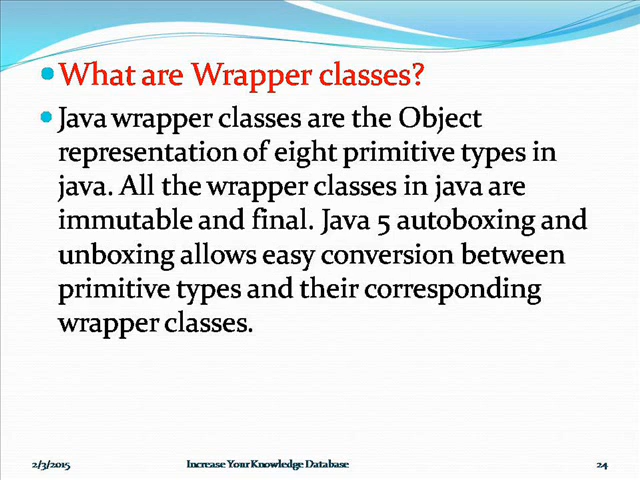 What are Wrapper classes?
Java wrapper classes are the Object
representation of eight primitive types in
java. All the wrapper classes in java are
immutable and final. Java 5 autoboxing and
unboxing allows easy conversion between
primitive types and their corresponding
wrapper classes.
2/3/2015 Increase Your Knowledge Database 24